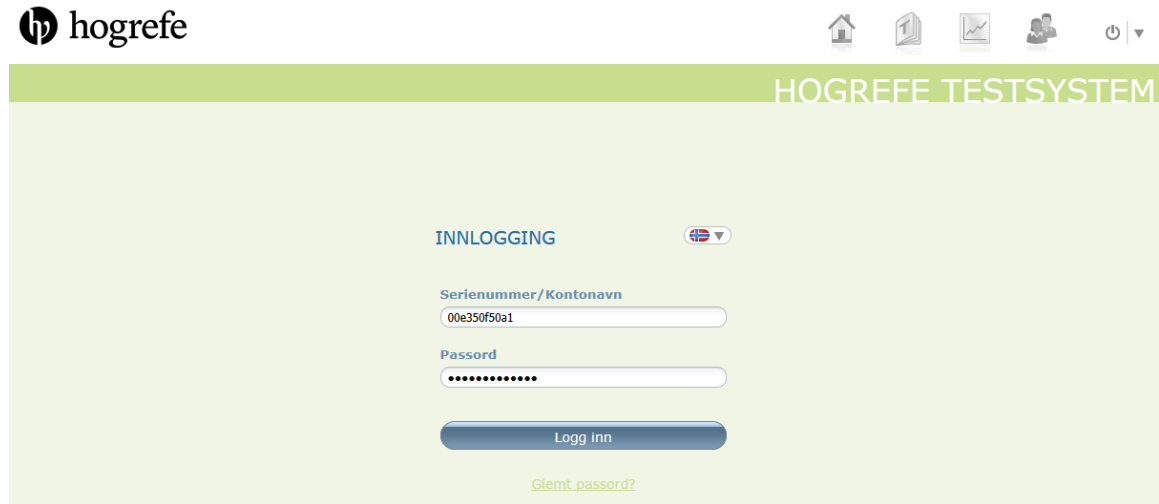 hogrefe
HOGREFE TESTSYSTEM
INNLOGGING
Serienummer/Kontonavn
00e350f50a1
Passord
•••••••••••••
Logg inn
Glemt passord?